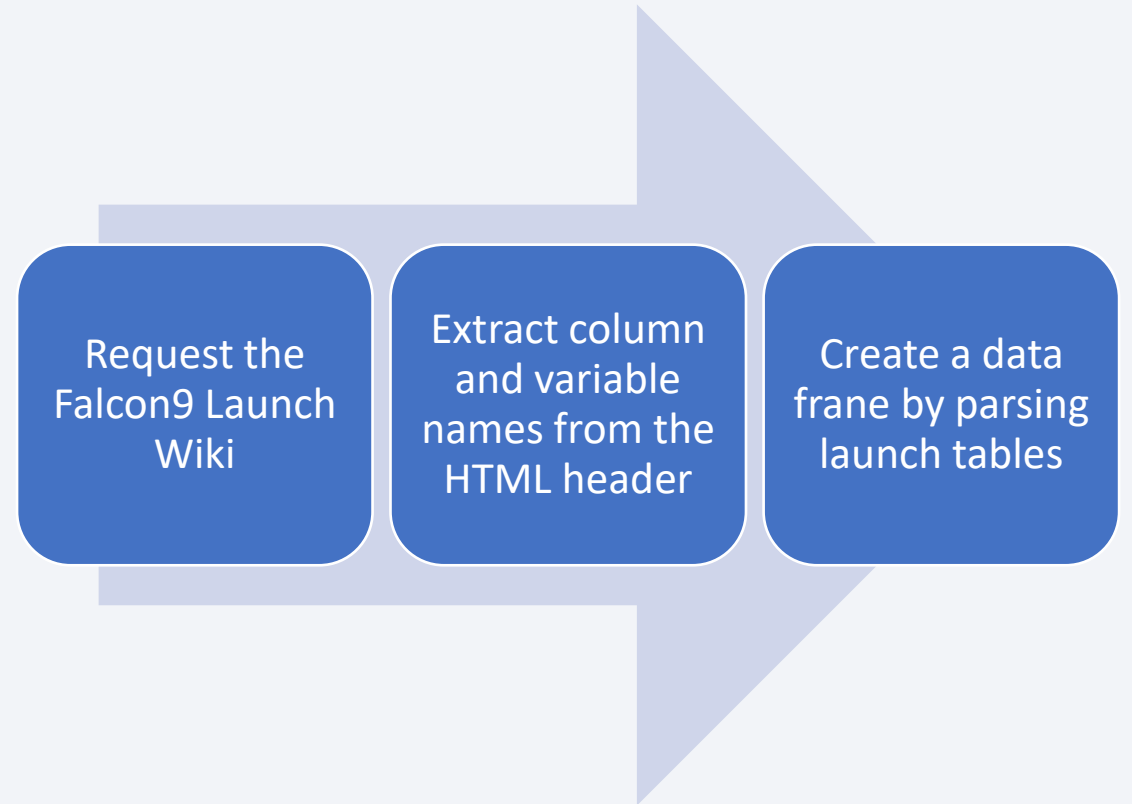 Request the
Falcon9 Launch
Wiki
Extract column
and variable
names from the
HTML header
Create a data
frane by parsing
launch tables